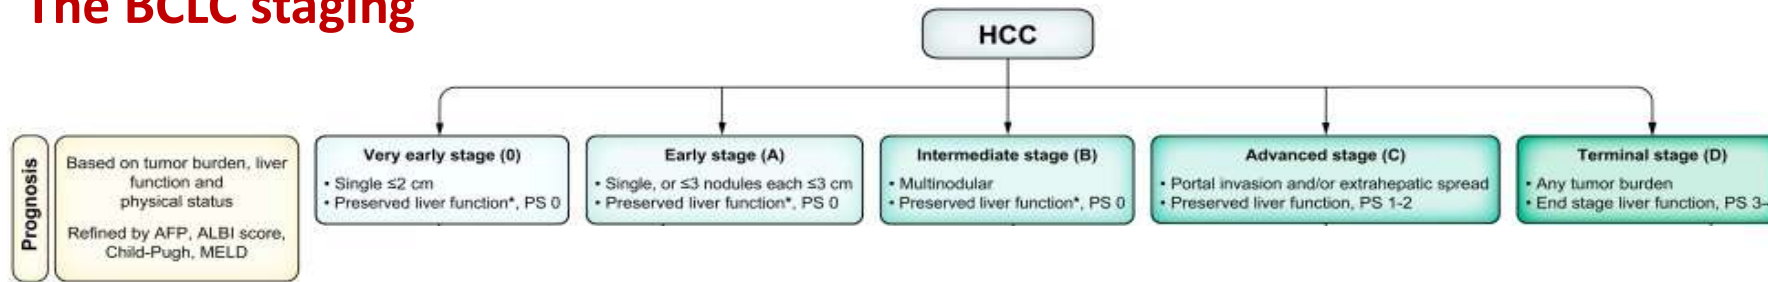 The BCLC staging
HCC
Prognosis
Based on tumor burden, liver
function and
physical status
Refined by AFP, ALBI score,
Child-Pugh, MELD
Very early stage (0)
• Single ≤2 cm
• Preserved liver function*, PS 0
Early stage (A)
• Single, or ≤3 nodules each ≤3 cm
• Preserved liver function*, PS 0
Intermediate stage (B)
• Multinodular
• Preserved liver function*, PS 0
Advanced stage (C)
• Portal invasion and/or extrahepatic spread
• Preserved liver function, PS 1-2
Terminal stage (D)
• Any tumor burden
• End stage liver function, PS 3-